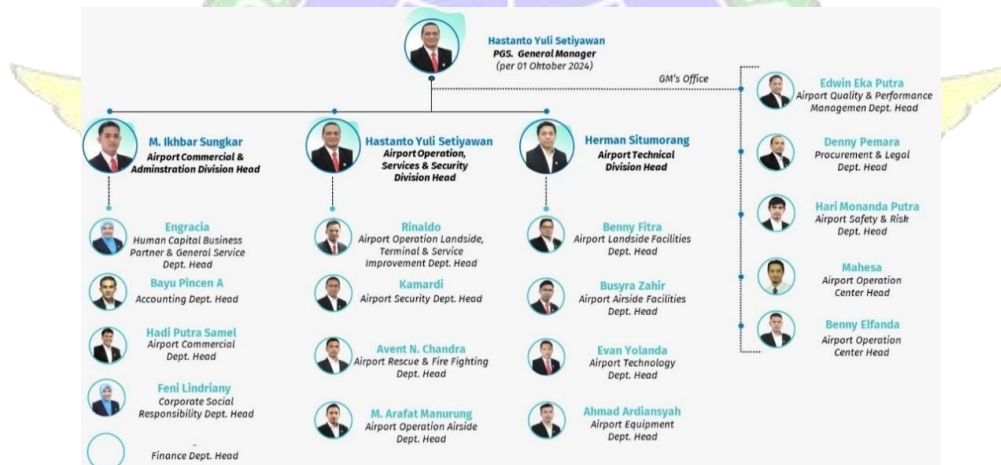 Hastanto Yuli Setiyawan
PGS. General Manager
(per 01 Oktober 2024)
GM's Office
M. Ikhbar Sungkar
Airport Commercial &
Adminstration Division Head
Hastanto Yuli Setiyawan
Airport Operation,
Services & Security
Division Head
Herman Situmorang
Airport Technical
Division Head
Engracia
Human Capital Business
Partner & General Service
Dept. Head
Bayu Pincen A
Accounting Dept. Head
Hadi Putra Samel
Airport Commercial
Dept. Head
Feni Lindriany
Corporate Social
Responsibility Dept. Head
-
Finance Dept. Head
Rinaldo
Airport Operation Landside,
Terminal & Service
Improvement Dept. Head
Kamardi
Airport Security Dept. Head
Avent N. Chandra
Airport Rescue & Fire Fighting
Dept. Head
M. Arafat Manurung
Airport Operation Airside
Dept. Head
Benny Fitra
Airport Landside Facilities
Dept. Head
Busyra Zahir
Airport Airside Facilities
Dept. Head
Evan Yolanda
Airport Technology
Dept. Head
Ahmad Ardiansyah
Airport Equipment
Dept. Head
Edwin Eka Putra
Airport Quality & Performance
Managemen Dept. Head
Denny Pemara
Procurement & Legal
Dept. Head
Hari Monanda Putra
Airport Safety & Risk
Dept. Head
Mahesa
Airport Operation
Center Head
Benny Elfanda
Airport Operation
Center Head